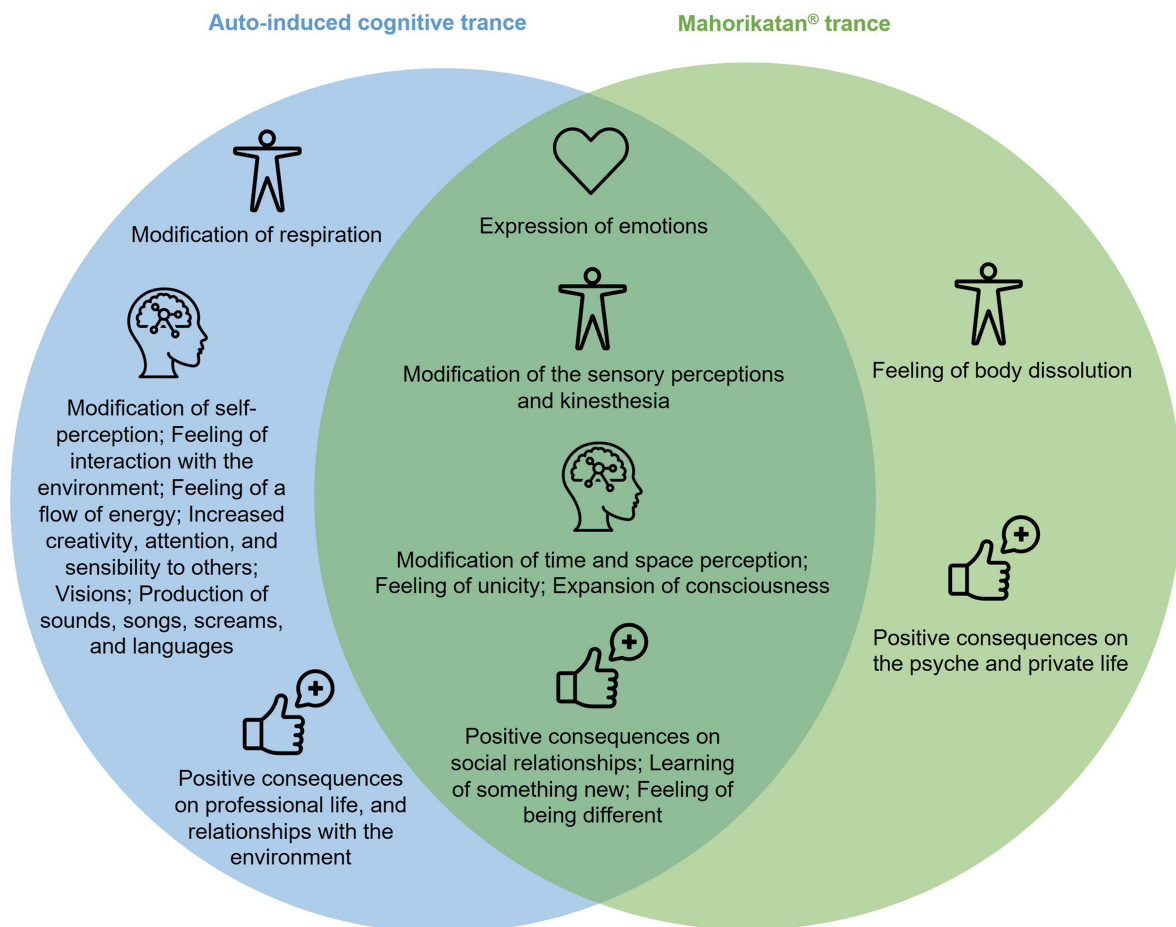 Auto-induced cognitive trance
Mahorikatan® trance
Modification of respiration
Modification of self-
perception; Feeling of
interaction with the
environment; Feeling of a
flow of energy; Increased
creativity, attention, and
sensibility to others;
Visions; Production of
sounds, songs, screams,
and languages
Positive consequences
on professional life, and
relationships with the
environment
Expression of emotions
Modification of the sensory perceptions
and kinesthesia
Modification of time and space perception;
Feeling of unicity; Expansion of consciousness
Positive consequences on
social relationships; Learning
of something new; Feeling of
being different
Feeling of body dissolution
Positive consequences on
the psyche and private life